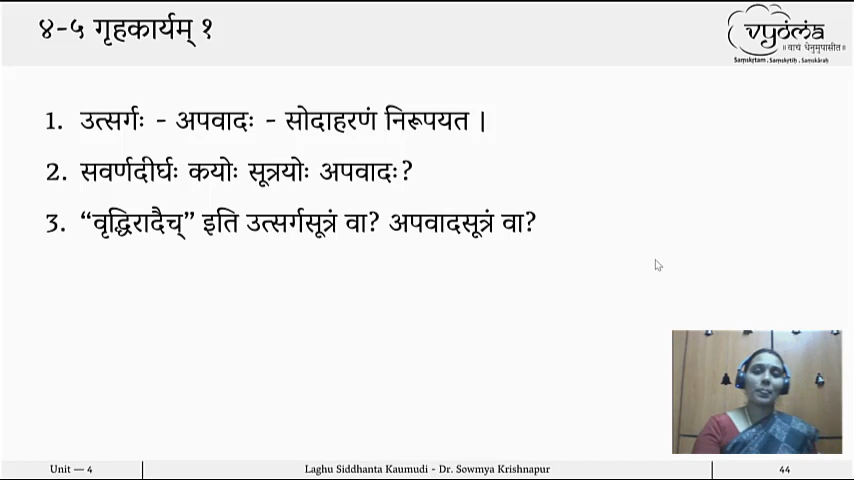 ४-५ गृहकार्यम् १
vyoma
॥ वाचं धेनुमुपासीत॥
Saṃskṛtam . Saṃskṛtiḥ . Saṃskāraḥ
1. उत्सर्गः - अपवादः - सोदाहरणं निरूपयत ।
2. सवर्णदीर्घः कयोः सूत्रयोः अपवादः?
3. “वृद्धिरादैच्” इति उत्सर्गसूत्रं वा? अपवादसूत्रं वा?
Unit — 4
Laghu Siddhanta Kaumudi - Dr. Sowmya Krishnapur
44